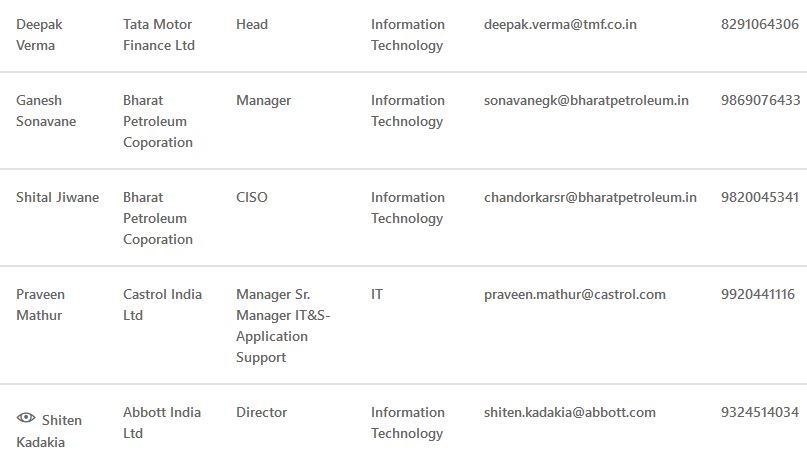 Deepak Verma Tata Motor Finance Ltd Head Information Technology deepak.verma@tmf.co.in 8291064306
Ganesh Sonavane Bharat Petroleum Coporation Manager Information Technology sonavanegk@bharatpetroleum.in 9869076433
Shital Jiwane Bharat Petroleum Coporation CISO Information Technology chandorkarsr@bharatpetroleum.in 9820045341
Praveen Mathur Castrol India Ltd Manager Sr. Manager IT&S-Application Support IT praveen.mathur@castrol.com 9920441116
Shiten Kadakia Abbott India Ltd Director Information Technology shiten.kadakia@abbott.com 9324514034